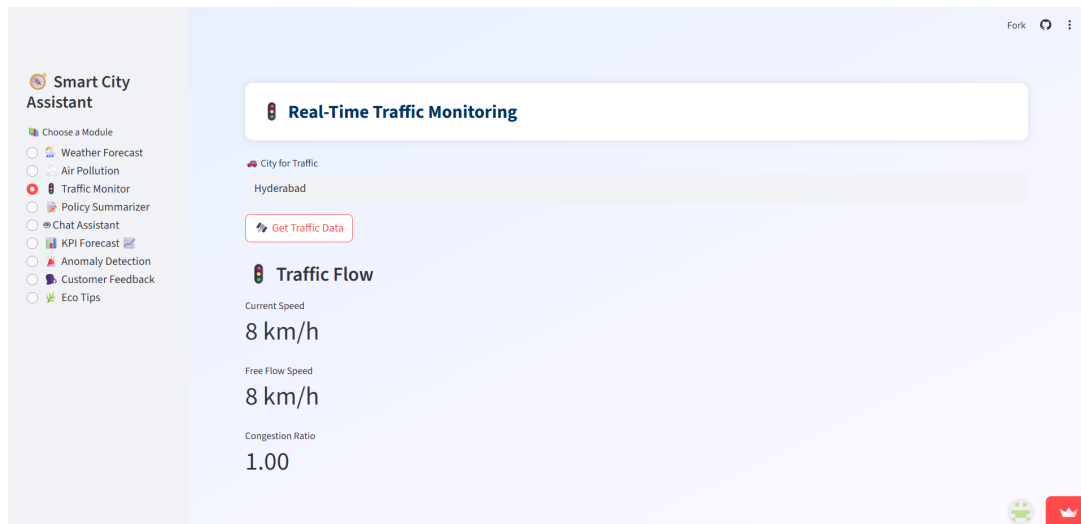 Fork
Smart City
Assistant
Choose a Module
Weather Forecast
Air Pollution
Traffic Monitor
Policy Summarizer
Chat Assistant
KPI Forecast
Anomaly Detection
Customer Feedback
Eco Tips
Real-Time Traffic Monitoring
City for Traffic
Hyderabad
Get Traffic Data
Traffic Flow
Current Speed
8 km/h
Free Flow Speed
8 km/h
Congestion Ratio
1.00